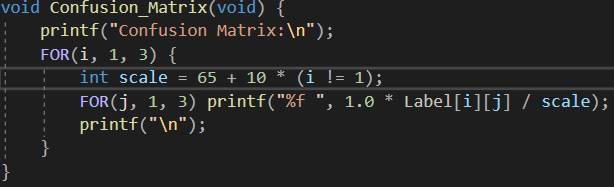 void Confusion_Matrix(void) {
    printf("Confusion Matrix:\n");
    FOR(i, 1, 3) {
        int scale = 65 + 10 * (i != 1);
        FOR(j, 1, 3) printf("%f ", 1.0 * Label[i][j] / scale);
        printf("\n");
    }
}